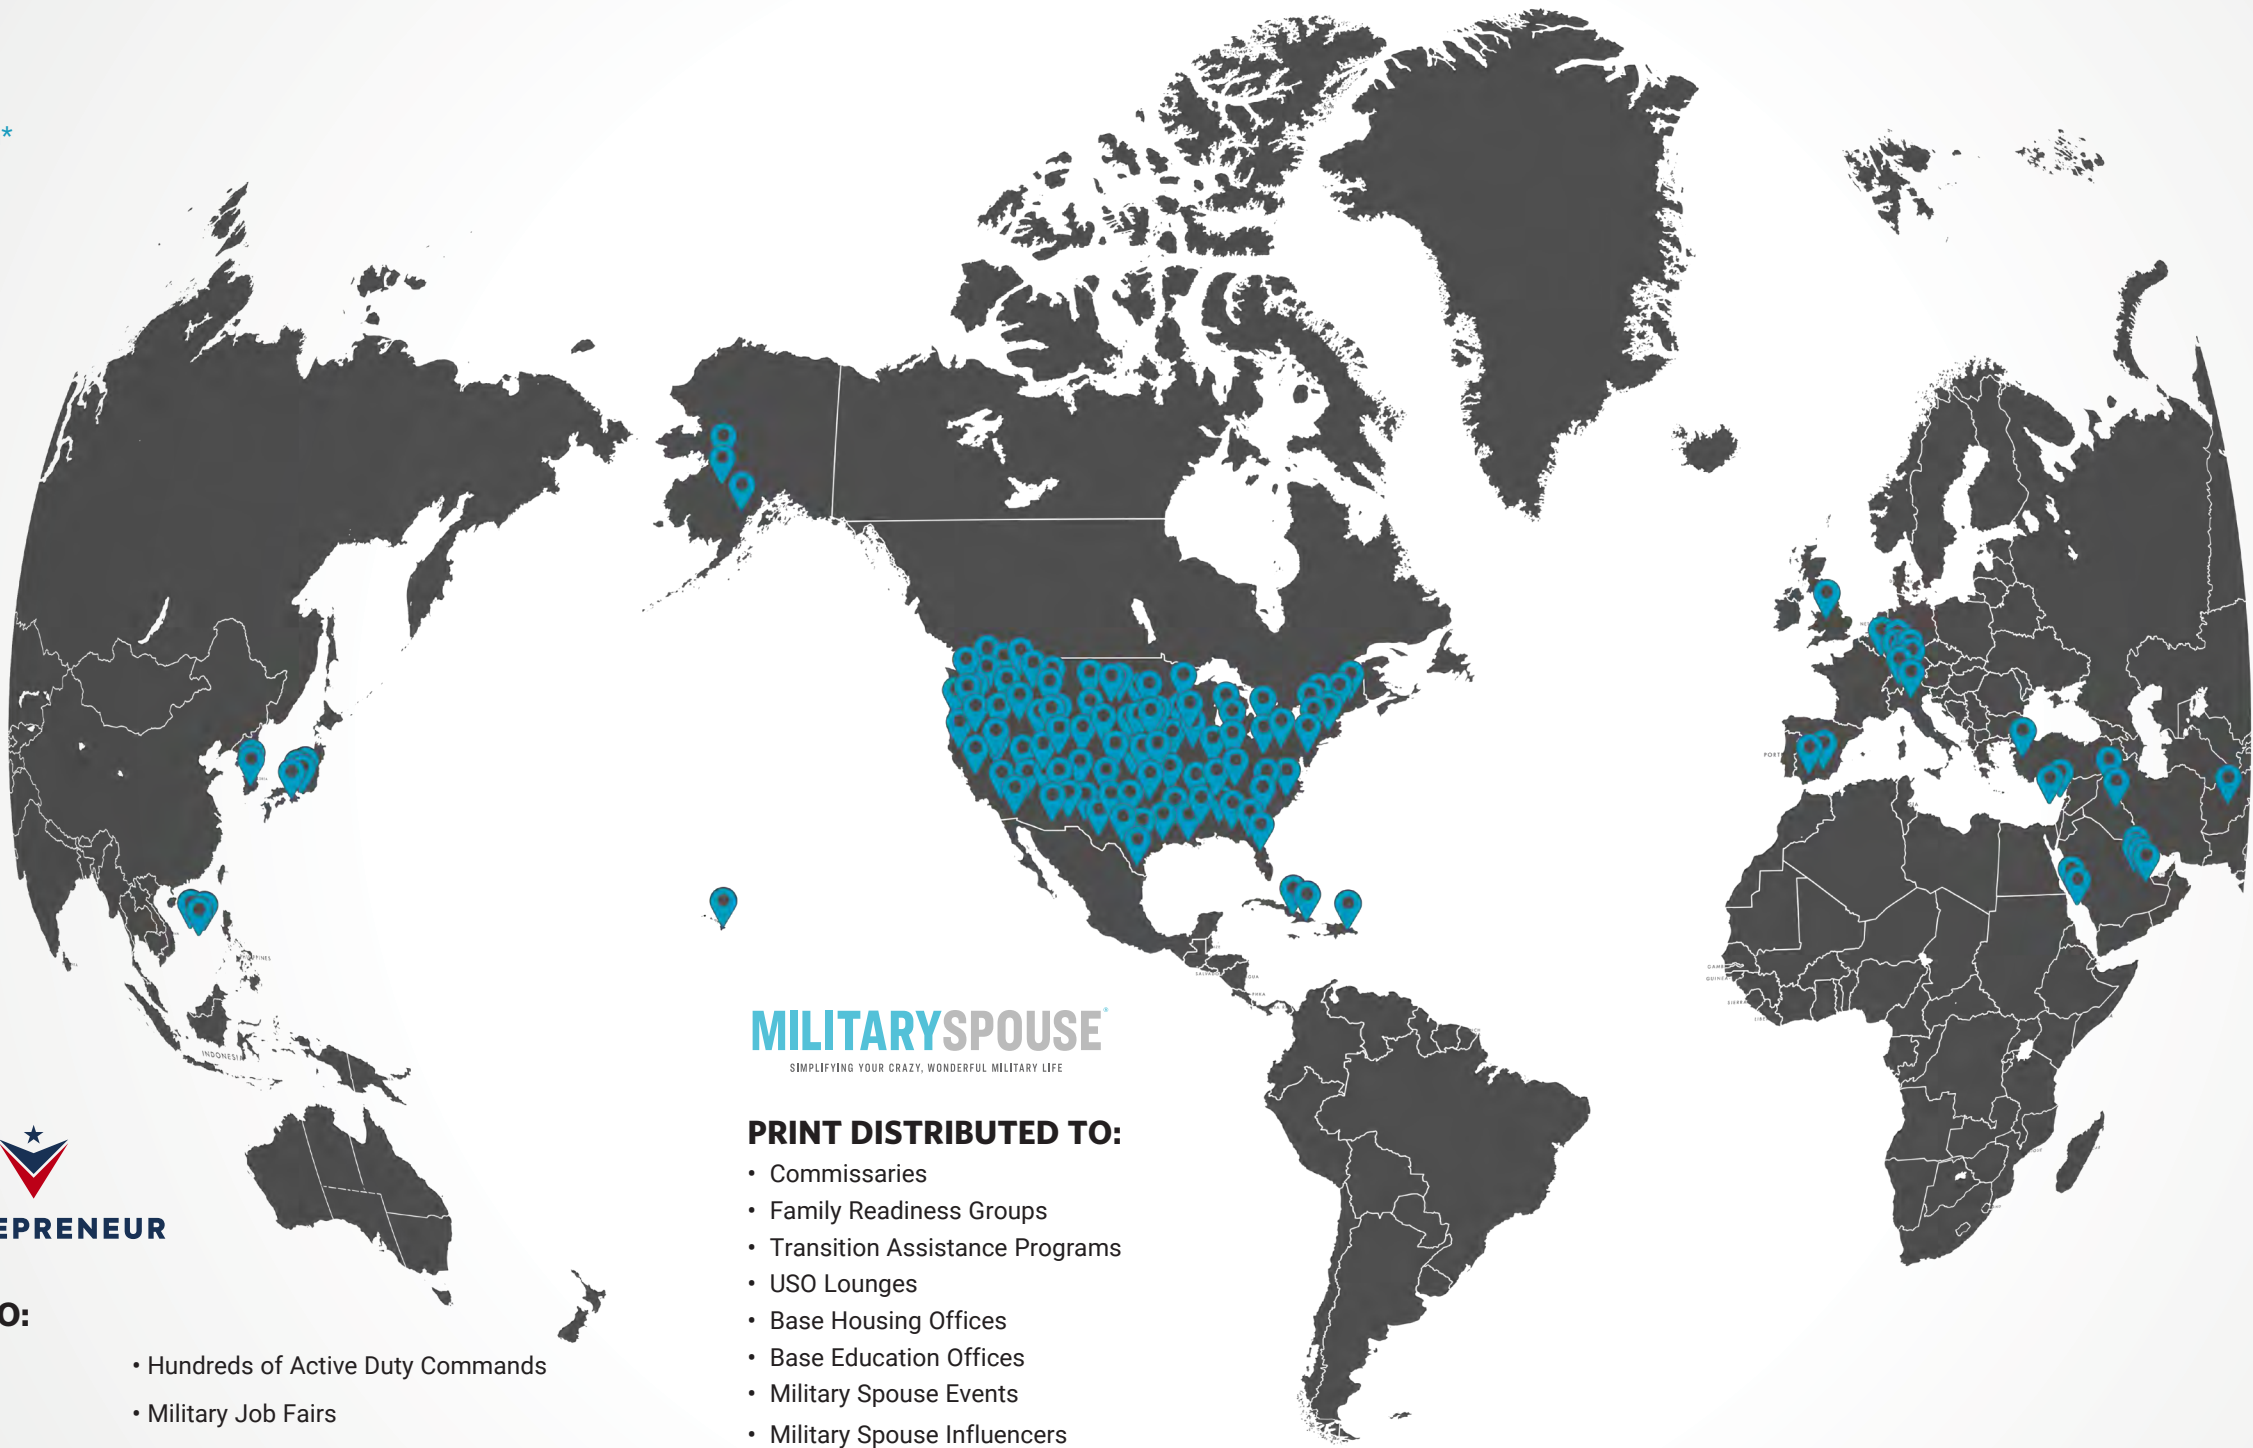 *
PHILIPPINES
INDONESIA
EPRENEUR
O:
• Hundreds of Active Duty Commands
• Military Job Fairs
MILITARYSPOUSE®
SIMPLIFYING YOUR CRAZY, WONDERFUL MILITARY LIFE
PRINT DISTRIBUTED TO:
• Commissaries
• Family Readiness Groups
• Transition Assistance Programs
• USO Lounges
• Base Housing Offices
• Base Education Offices
• Military Spouse Events
• Military Spouse Influencers